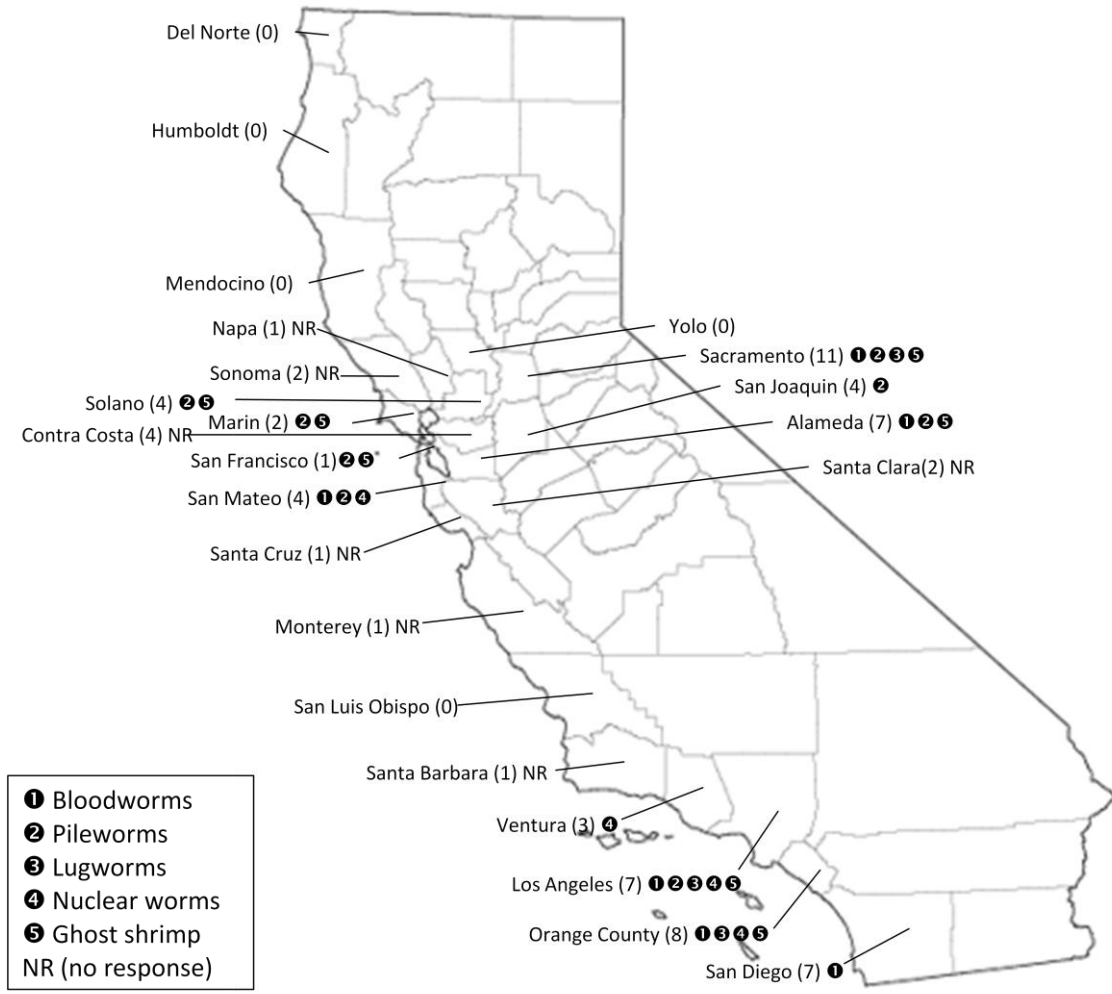 Del Norte (0)
Humboldt (0)
Mendocino (0)
Napa (1) NR
Yolo (0)
Sacramento (11) ❶❷❸❺
Sonoma (2) NR
San Joaquin (4) ❷
Solano (4) ❷❺
Marin (2) ❷❺
Alameda (7) ❶❷❺
Contra Costa (4) NR
San Francisco (1)❷❺*
Santa Clara(2) NR
San Mateo (4) ❶❷❹
Santa Cruz (1) NR
Monterey (1) NR
San Luis Obispo (0)
Santa Barbara (1) NR
Ventura (3) ❹
Los Angeles (7) ❶❷❸❹❺
Orange County (8) ❶❸❹❺
San Diego (7) ❶
❶ Bloodworms
❷ Pileworms
❸ Lugworms
❹ Nuclear worms
❺ Ghost shrimp
NR (no response)